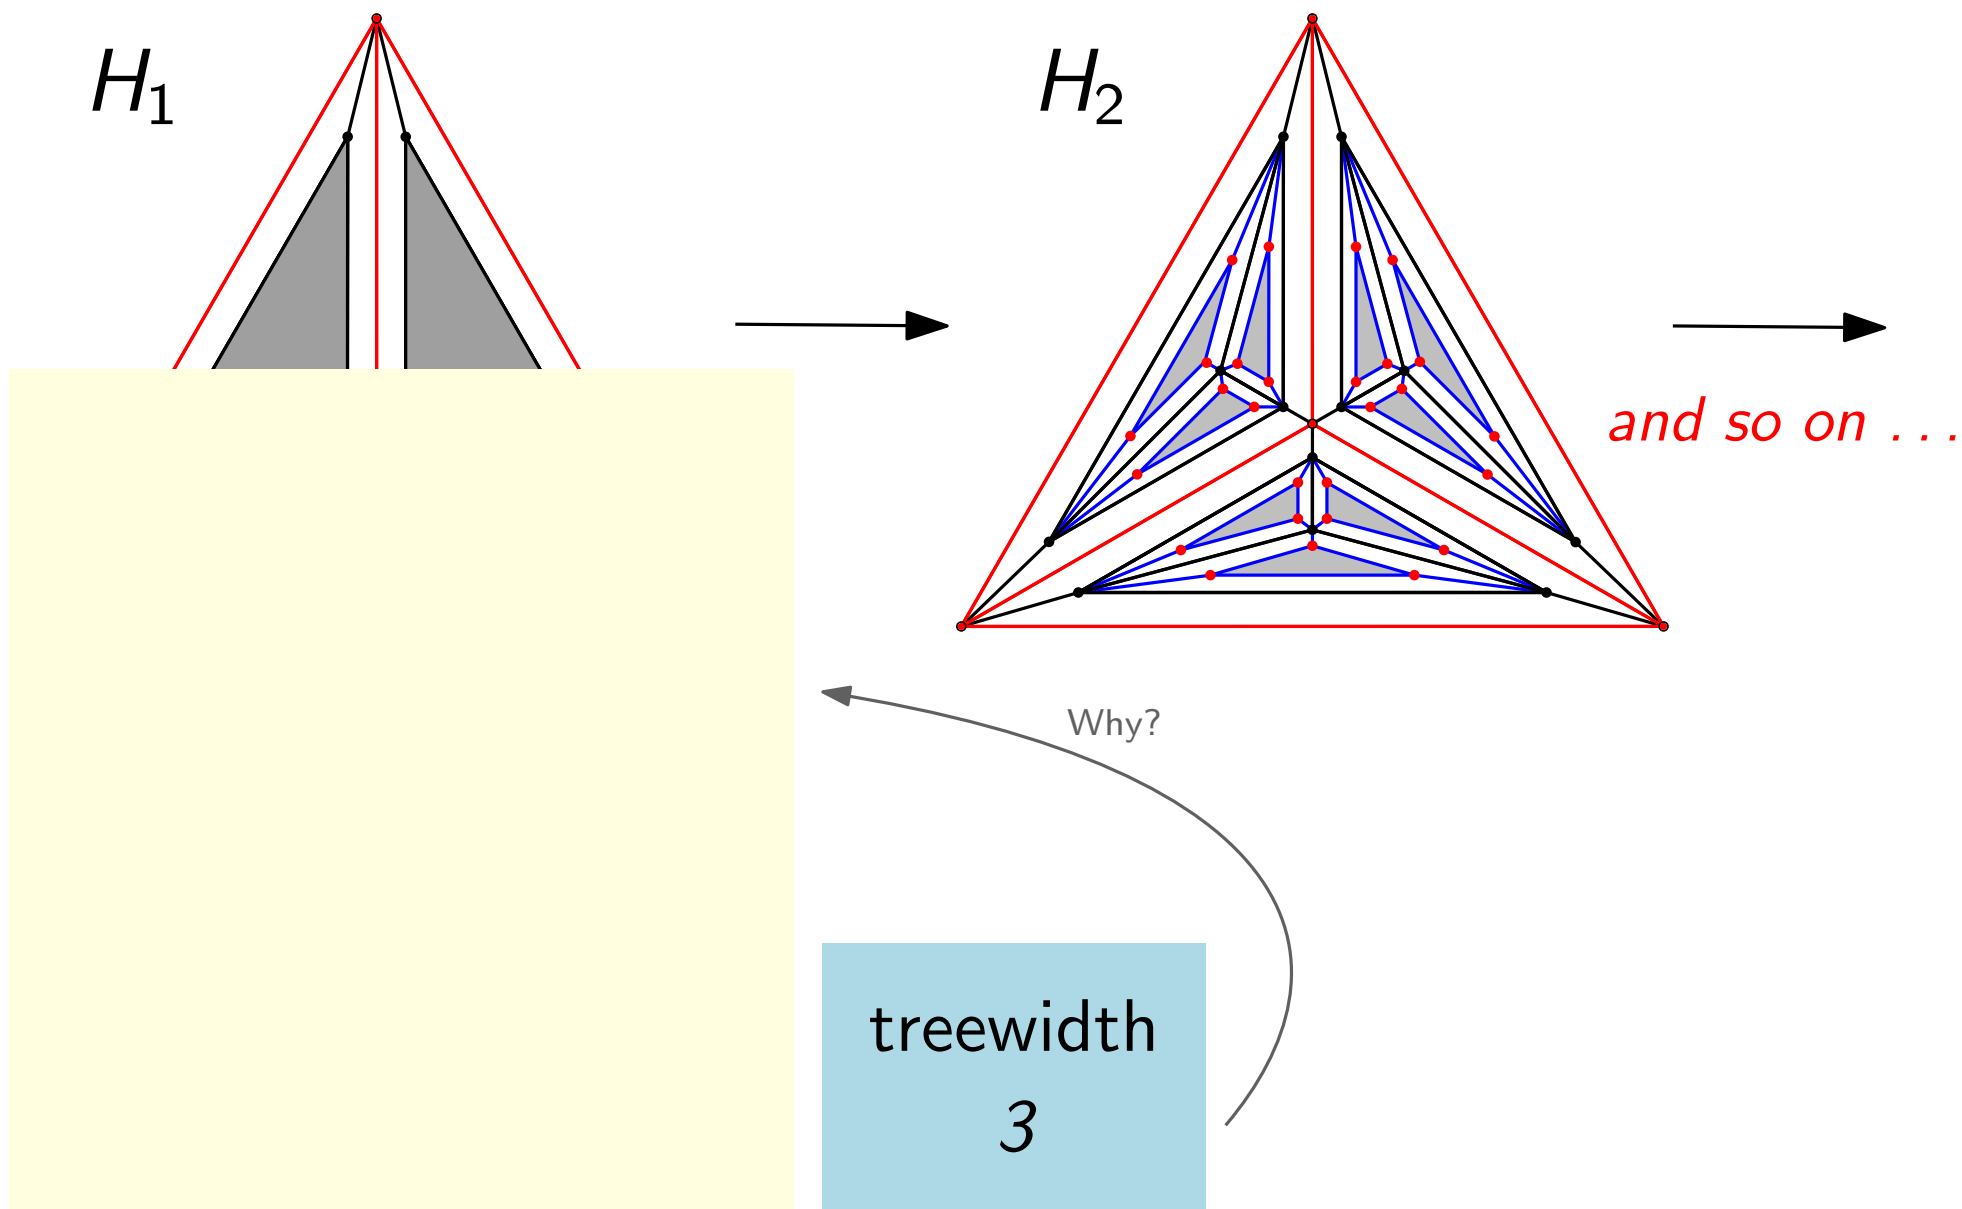 H₁
H₂
and so on ...
Why?
treewidth
3